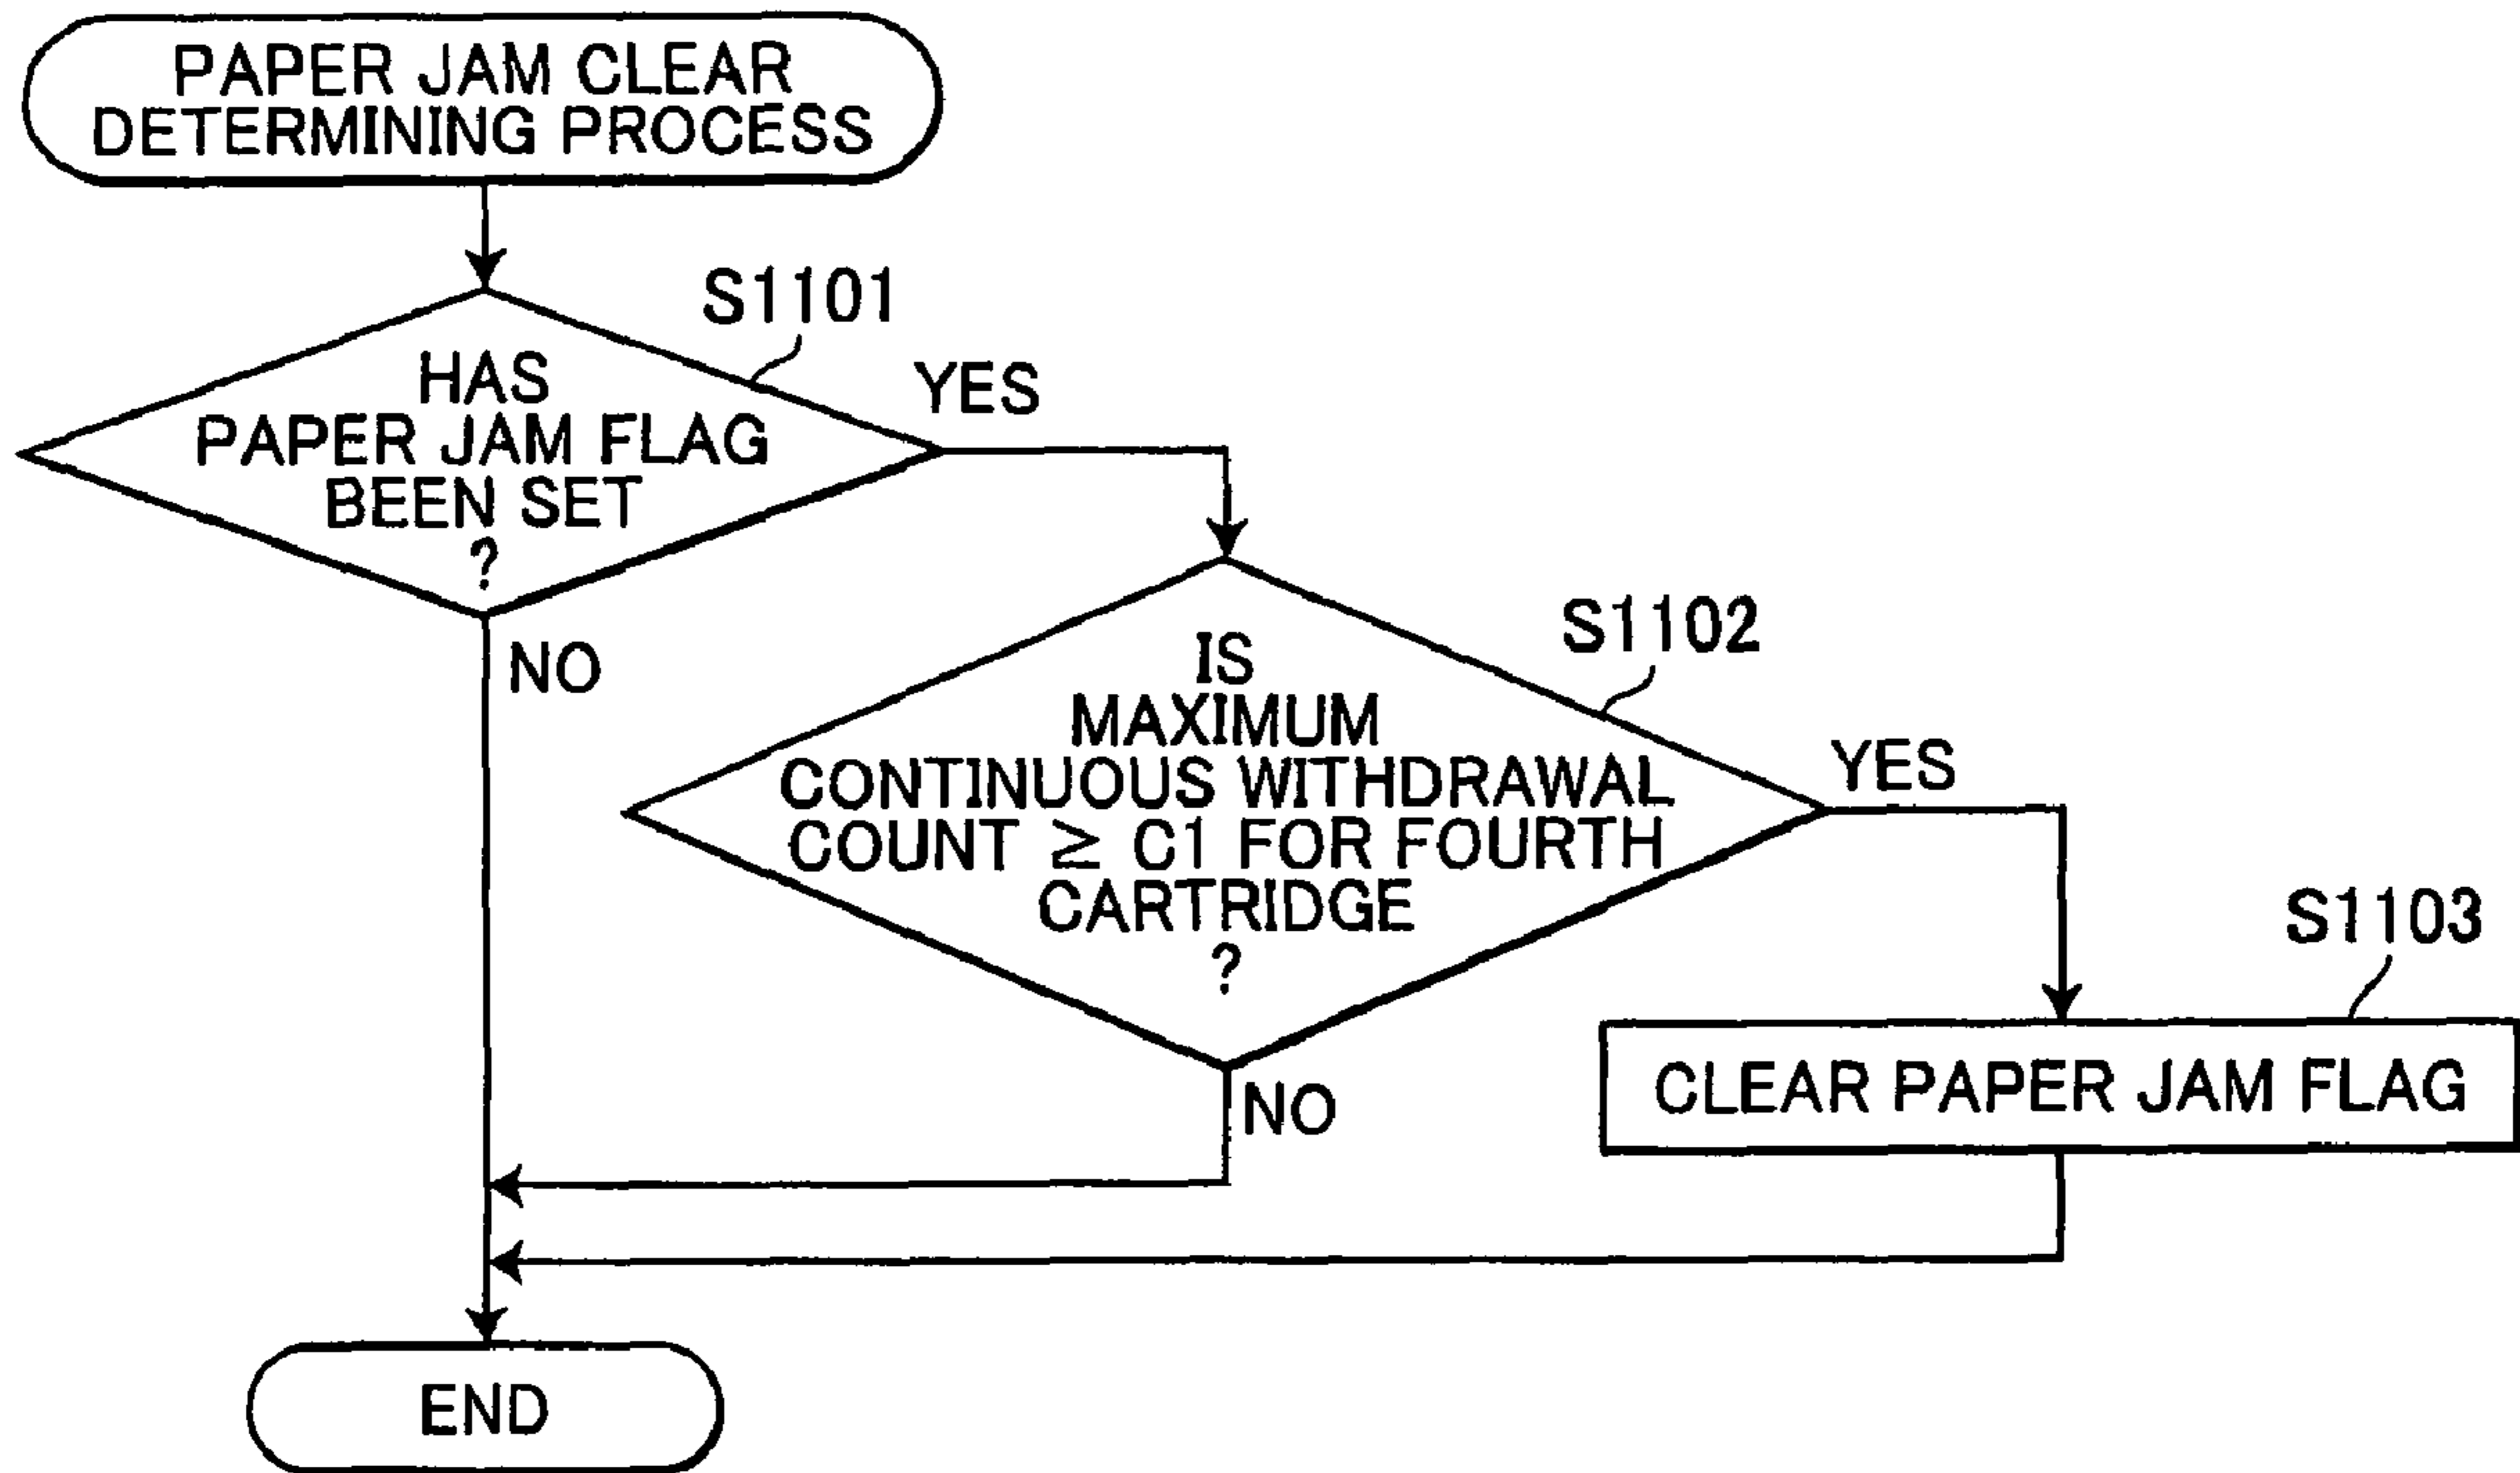 PAPER JAM CLEAR
DETERMINING PROCESS
S1101
HAS
PAPER JAM FLAG
BEEN SET
?
YES
NO
S1102
IS
MAXIMUM
CONTINUOUS WITHDRAWAL
COUNT ≧ C1 FOR FOURTH
CARTRIDGE
?
YES
NO
S1103
CLEAR PAPER JAM FLAG
END